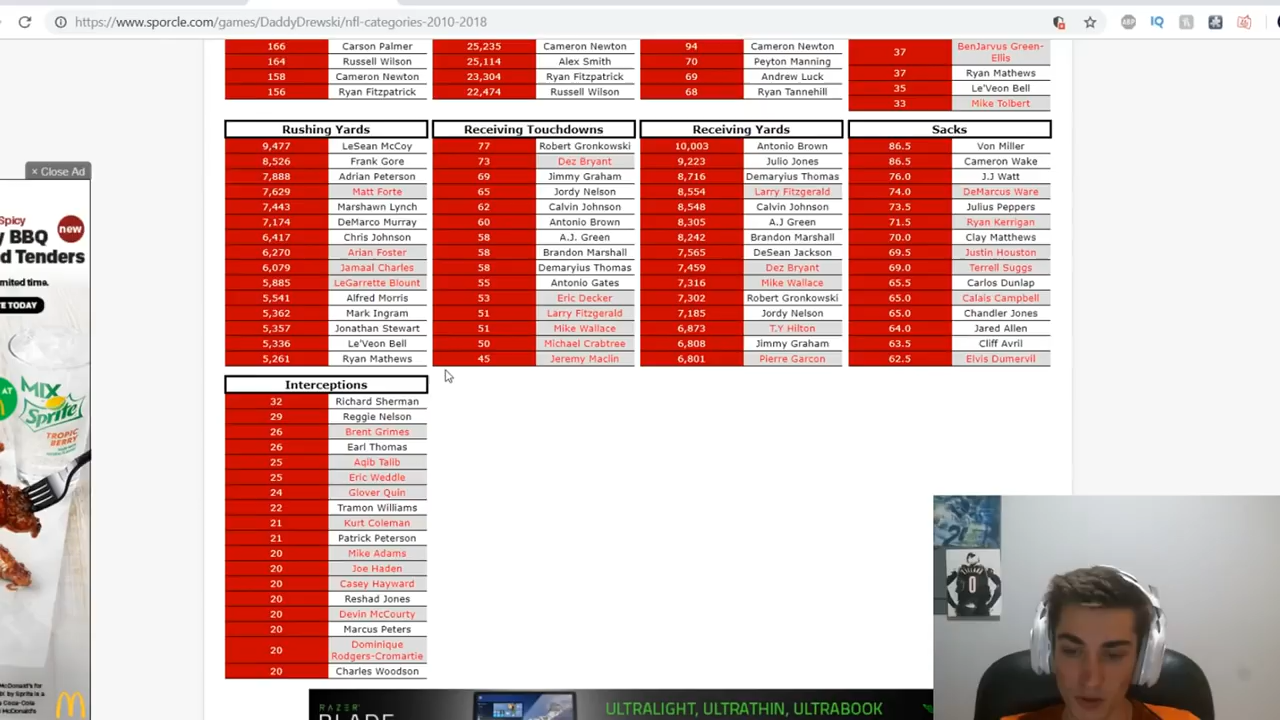 https://www.sporcle.com/games/DaddyDrewski/nfl-categories-2010-2018
166 Carson Palmer
164 Russell Wilson
158 Cameron Newton
156 Ryan Fitzpatrick
25,235 Cameron Newton
25,114 Alex Smith
23,304 Ryan Fitzpatrick
22,474 Russell Wilson
94 Cameron Newton
70 Peyton Manning
69 Andrew Luck
68 Ryan Tannehill
37 BenJarvus Green-
Ellis
37 Ryan Mathews
35 Le'Veon Bell
33 Mike Tolbert
Rushing Yards
9,477 LeSean McCoy
8,526 Frank Gore
7,888 Adrian Peterson
7,629 Matt Forte
7,443 Marshawn Lynch
7,174 DeMarco Murray
6,417 Chris Johnson
6,270 Arian Foster
6,079 Jamaal Charles
5,885 LeGarrette Blount
5,541 Alfred Morris
5,362 Mark Ingram
5,357 Jonathan Stewart
5,336 Le'Veon Bell
5,261 Ryan Mathews
Receiving Touchdowns
77 Robert Gronkowski
73 Dez Bryant
69 Jimmy Graham
65 Jordy Nelson
62 Calvin Johnson
60 Antonio Brown
58 A.J. Green
58 Brandon Marshall
58 Demaryius Thomas
55 Antonio Gates
53 Eric Decker
51 Larry Fitzgerald
51 Mike Wallace
50 Michael Crabtree
45 Jeremy Maclin
Receiving Yards
10,003 Antonio Brown
9,223 Julio Jones
8,716 Demaryius Thomas
8,554 Larry Fitzgerald
8,548 Calvin Johnson
8,305 A.J Green
8,242 Brandon Marshall
7,565 DeSean Jackson
7,459 Dez Bryant
7,316 Mike Wallace
7,302 Robert Gronkowski
7,185 Jordy Nelson
6,873 T.Y Hilton
6,808 Jimmy Graham
6,801 Pierre Garcon
Sacks
86.5 Von Miller
86.5 Cameron Wake
76.0 J.J Watt
74.0 DeMarcus Ware
73.5 Julius Peppers
71.5 Ryan Kerrigan
70.0 Clay Matthews
69.5 Justin Houston
69.0 Terrell Suggs
65.5 Carlos Dunlap
65.0 Calais Campbell
65.0 Chandler Jones
64.0 Jared Allen
63.5 Cliff Avril
62.5 Elvis Dumervil
Interceptions
32 Richard Sherman
29 Reggie Nelson
26 Brent Grimes
26 Earl Thomas
25 Aqib Talib
25 Eric Weddle
24 Glover Quin
22 Tramon Williams
21 Kurt Coleman
21 Patrick Peterson
20 Mike Adams
20 Joe Haden
20 Casey Hayward
20 Reshad Jones
20 Devin McCourty
20 Marcus Peters
20 Dominique
Rodgers-Cromartie
20 Charles Woodson
× Close Ad
Spicy
BBQ
new
d Tenders
mited time.
E TODAY
AT
MIX
Sprite
TROPIC
BERRY
McDonald's
RAZER
ULTRALIGHT, ULTRATHIN, ULTRABOOK
ABP
IQ
0